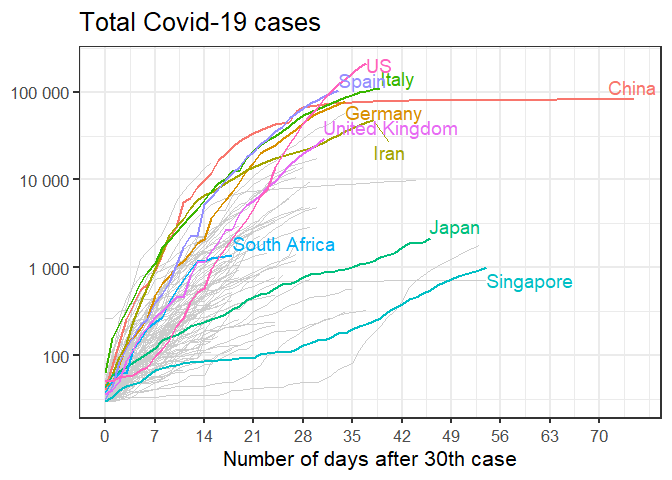 Total Covid-19 cases
100 000
10 000
1 000
100
US
Spain
Italy
China
Germany
United Kingdom
Iran
South Africa
Japan
Singapore
0 7 14 21 28 35 42 49 56 63 70
Number of days after 30th case